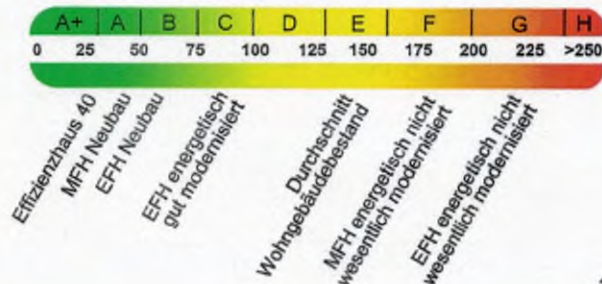 A+ A B C D E F G H
0 25 50 75 100 125 150 175 200 225 >250
Effizienzhaus 40
MFH Neubau
EFH Neubau
EFH energetisch
gut modernisiert
Durchschnitt
Wohngebäudebestand
MFH energetisch nicht
wesentlich modernisiert
EFH energetisch nicht
wesentlich modernisiert